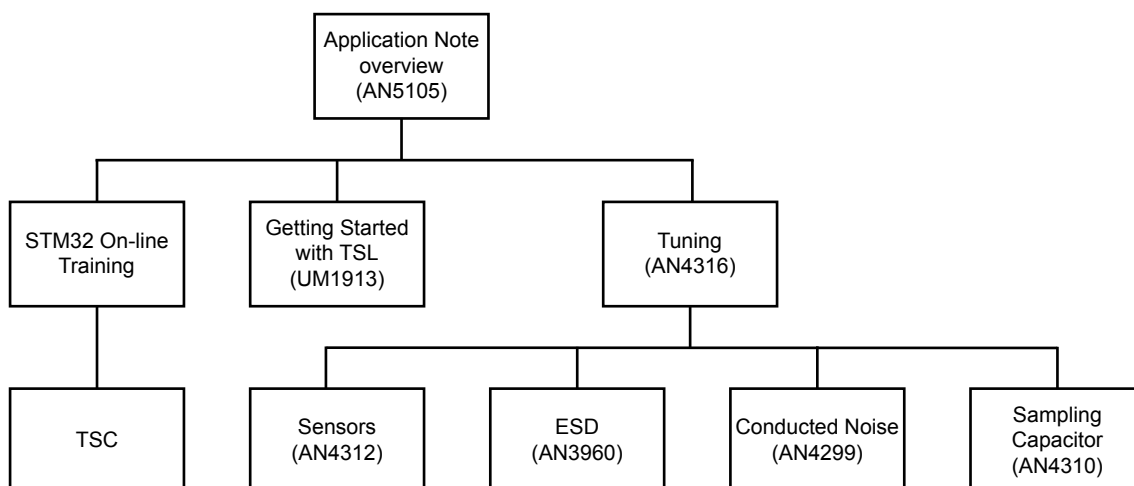 Application Note
overview
(AN5105)
STM32 On-line
Training
Getting Started
with TSL
(UM1913)
Tuning
(AN4316)
TSC
Sensors
(AN4312)
ESD
(AN3960)
Conducted Noise
(AN4299)
Sampling
Capacitor
(AN4310)